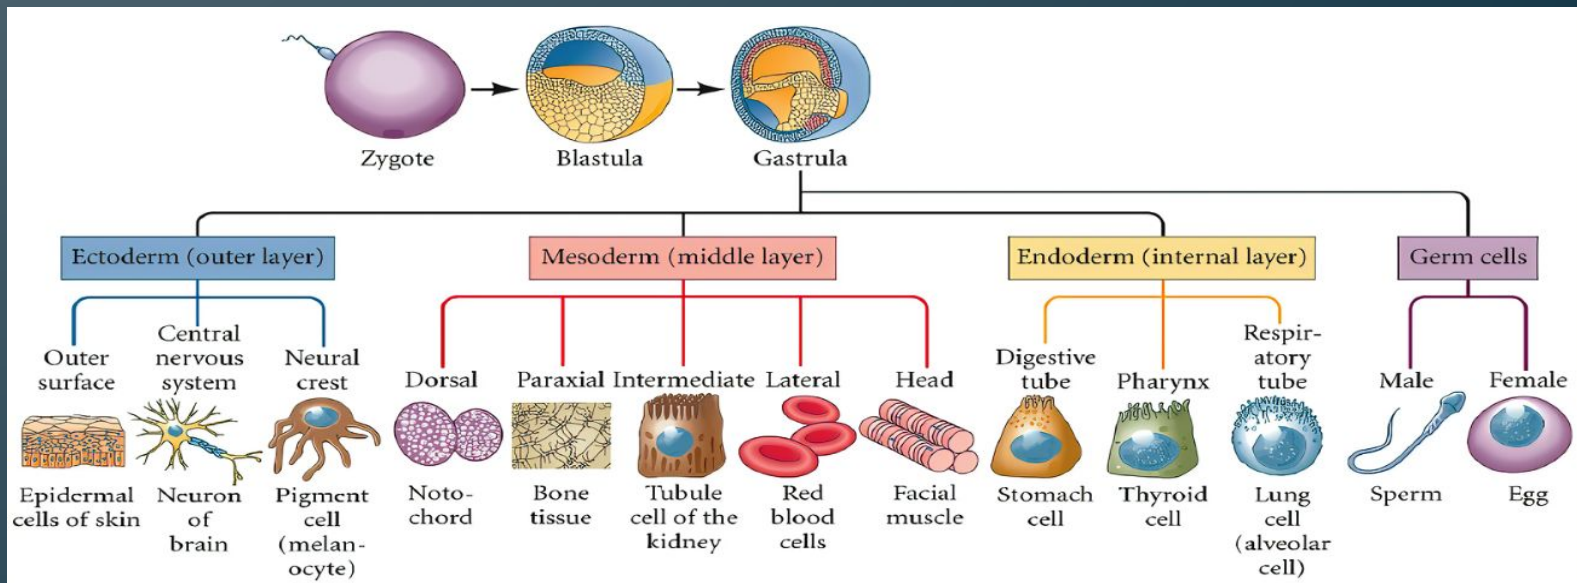 Zygote
Blastula
Gastrula
Ectoderm (outer layer)
Mesoderm (middle layer)
Endoderm (internal layer)
Germ cells
Outer
surface
Central
nervous
system
Neural
crest
Dorsal
Paraxial
Intermediate
Lateral
Head
Digestive
tube
Pharynx
Respir-
atory
tube
Male
Female
Epidermal
cells of skin
Neuron
of
brain
Pigment
cell
(melan-
ocyte)
Noto-
chord
Bone
tissue
Tubule
cell of the
kidney
Red
blood
cells
Facial
muscle
Stomach
cell
Thyroid
cell
Lung
cell
(alveolar
cell)
Sperm
Egg